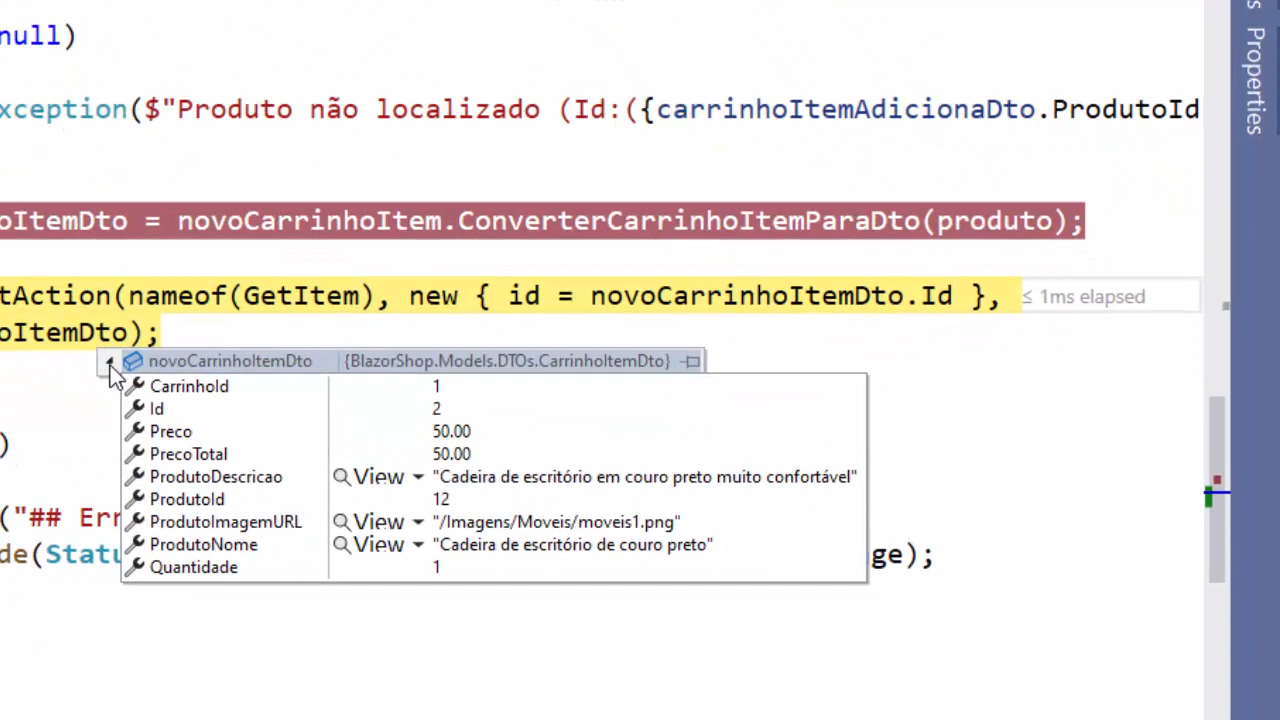 null)
s
Properties
xception($"Produto não localizado (Id:({carrinhoItemAdicionaDto.ProdutoId
oItemDto = novoCarrinhoItem.ConverterCarrinhoItemParaDto(produto);
tAction(nameof(GetItem), new { id = novoCarrinhoItemDto.Id }, ≤ 1ms elapsed
oItemDto);
novoCarrinhoItemDto {BlazorShop.Models.DTOs.CarrinhoItemDto}
CarrinhoId 1
Id 2
Preco 50.00
)
PrecoTotal 50.00
ProdutoDescricao View "Cadeira de escritório em couro preto muito confortável"
ProdutoId 12
("## Err
ProdutoImagemURL View "/Imagens/Moveis/moveis1.png"
ProdutoNome View "Cadeira de escritório de couro preto"
de(Statu ge);
Quantidade 1